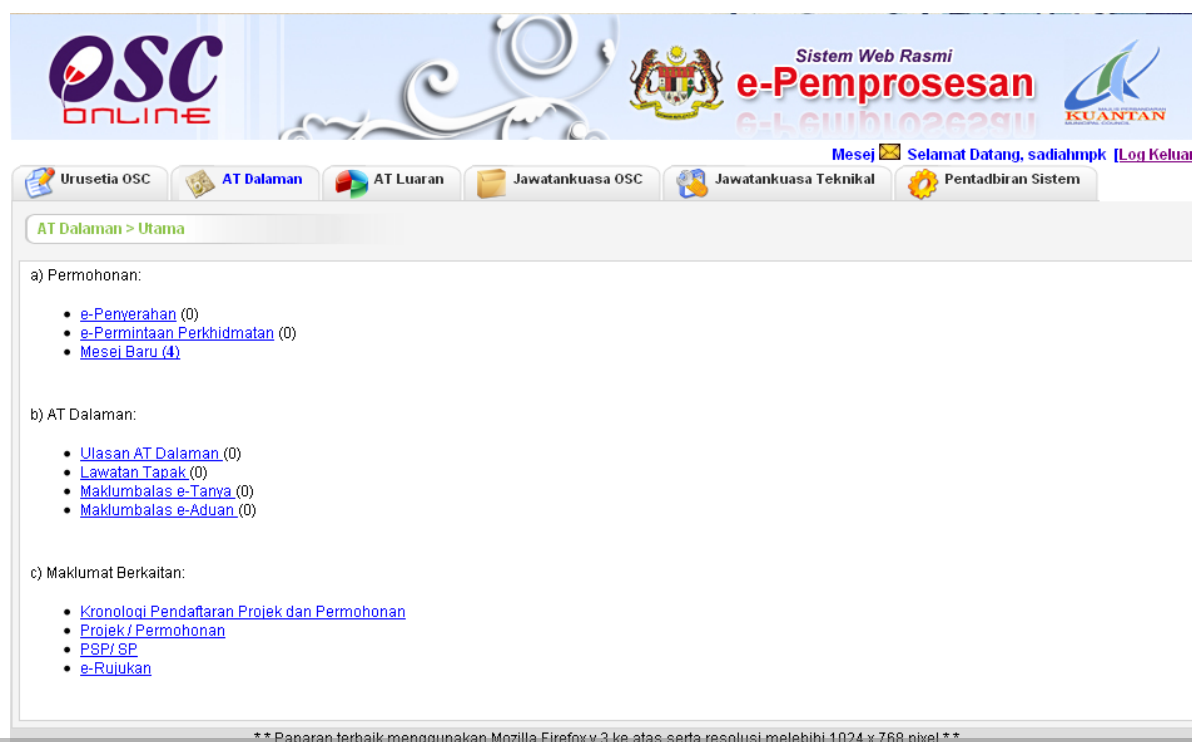 OSC
ONLINE
Sistem Web Rasmi
e-Pemprosesan
MAJLIS PERBANDARAN
KUANTAN
MUNICIPAL COUNCIL
Mesej Selamat Datang, sadiahmpk [Log Keluar
Urusetia OSC AT Dalaman AT Luaran Jawatankuasa OSC Jawatankuasa Teknikal Pentadbiran Sistem
AT Dalaman > Utama
a) Permohonan:
• e-Penyerahan (0)
• e-Permintaan Perkhidmatan (0)
• Mesej Baru (4)
b) AT Dalaman:
• Ulasan AT Dalaman (0)
• Lawatan Tapak (0)
• Maklumbalas e-Tanya (0)
• Maklumbalas e-Aduan (0)
c) Maklumat Berkaitan:
• Kronologi Pendaftaran Projek dan Permohonan
• Projek / Permohonan
• PSP/ SP
• e-Rujukan
* * Paparan terbaik menggunakan Mozilla Firefox v 3 ke atas serta resolusi melebihi 1024 x 768 pixel * *